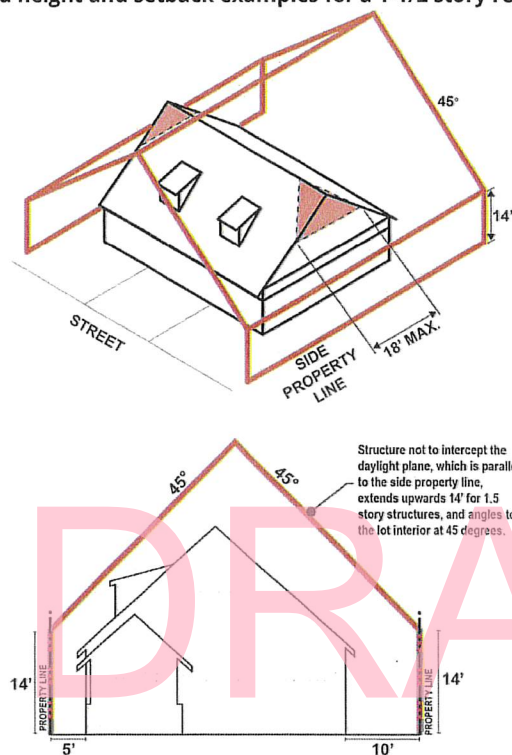 height and setback examples for a 1 1/2 story
45°
14'
STREET
SIDE
PROPERTY
LINE
18' MAX.
45°
45°
Structure not to intercept the
daylight plane, which is
to the side property line,
extends upwards 14' for 1.5
story structures, and angles
the lot interior at 45 degrees.
14'
PROPERTY LINE
5'
10'
PROPERTY LINE
14'
DRA